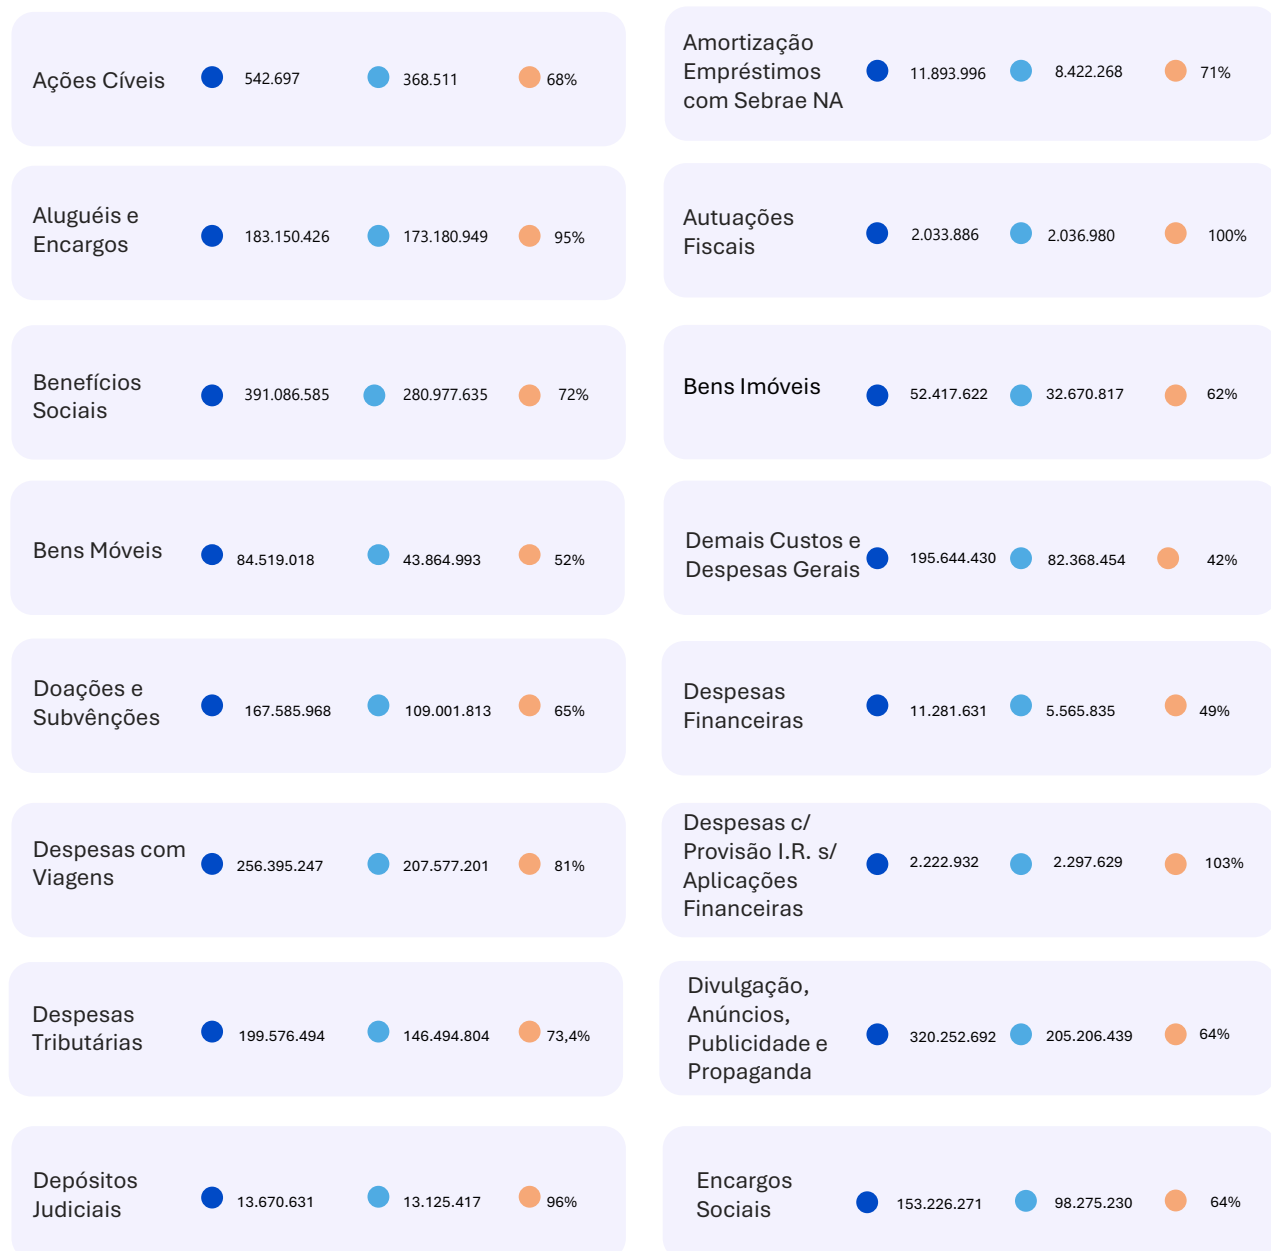 Ações Cíveis 542.697 368.511 68%
Amortização
Empréstimos
com Sebrae NA 11.893.996 8.422.268 71%
Aluguéis e
Encargos 183.150.426 173.180.949 95%
Autuações
Fiscais 2.033.886 2.036.980 100%
Benefícios
Sociais 391.086.585 280.977.635 72%
Bens Imóveis 52.417.622 32.670.817 62%
Bens Móveis 84.519.018 43.864.993 52%
Demais Custos e
Despesas Gerais 195.644.430 82.368.454 42%
Doações e
Subvênções 167.585.968 109.001.813 65%
Despesas
Financeiras 11.281.631 5.565.835 49%
Despesas com
Viagens 256.395.247 207.577.201 81%
Despesas c/
Provisão I.R. s/
Aplicações
Financeiras 2.222.932 2.297.629 103%
Despesas
Tributárias 199.576.494 146.494.804 73,4%
Divulgação,
Anúncios,
Publicidade e
Propaganda 320.252.692 205.206.439 64%
Depósitos
Judiciais 13.670.631 13.125.417 96%
Encargos
Sociais 153.226.271 98.275.230 64%